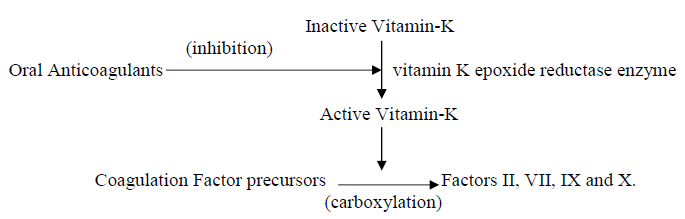 Inactive Vitamin-K
(inhibition)
Oral Anticoagulants vitamin K epoxide reductase enzyme
Active Vitamin-K
Coagulation Factor precursors Factors II, VII, IX and X.
(carboxylation)